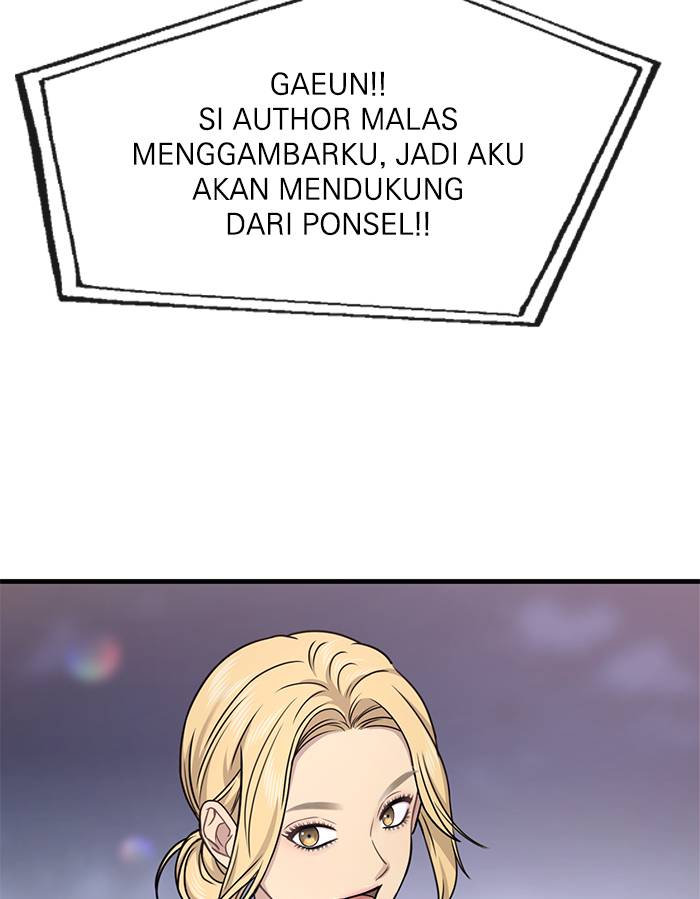 GAEUN!!
SI AUTHOR MALAS
MENGGAMBARKU, JADI AKU
AKAN MENDUKUNG
DARI PONSEL!!